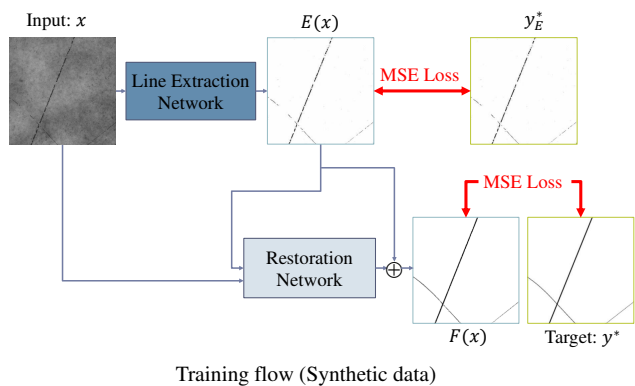 Input: x
E(x)
y*_E
Line Extraction
Network
MSE Loss
MSE Loss
Restoration
Network
F(x)
Target: y*
Training flow (Synthetic data)